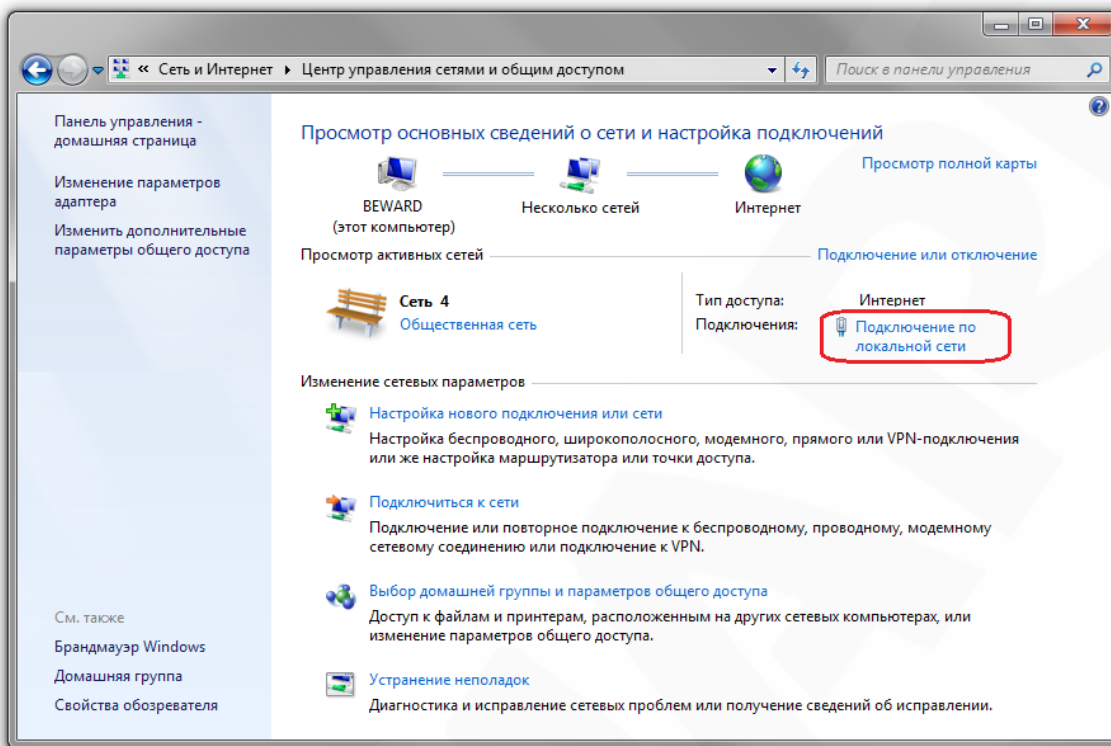 « Сеть и Интернет ▸ Центр управления сетями и общим доступом
Поиск в панели управления
Панель управления -
домашняя страница
Изменение параметров
адаптера
Изменить дополнительные
параметры общего доступа
Просмотр основных сведений о сети и настройка подключений
Просмотр полной карты
BEWARD
(этот компьютер)
Несколько сетей
Интернет
Просмотр активных сетей
Подключение или отключение
Сеть 4
Общественная сеть
Тип доступа:
Интернет
Подключения:
Подключение по
локальной сети
Изменение сетевых параметров
Настройка нового подключения или сети
Настройка беспроводного, широкополосного, модемного, прямого или VPN-подключения
или же настройка маршрутизатора или точки доступа.
Подключиться к сети
Подключение или повторное подключение к беспроводному, проводному, модемному
сетевому соединению или подключение к VPN.
Выбор домашней группы и параметров общего доступа
Доступ к файлам и принтерам, расположенным на других сетевых компьютерах, или
изменение параметров общего доступа.
Устранение неполадок
Диагностика и исправление сетевых проблем или получение сведений об исправлении.
См. также
Брандмауэр Windows
Домашняя группа
Свойства обозревателя